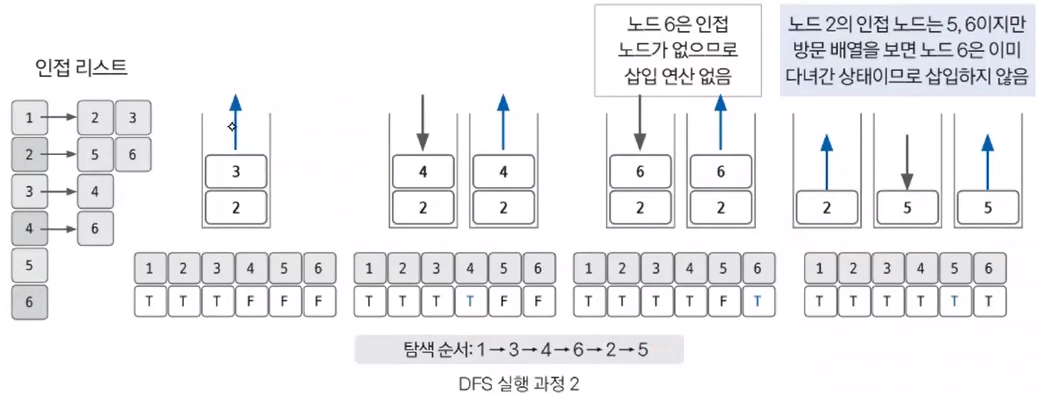 노드 6은 인접
노드가 없으므로
삽입 연산 없음
노드 2의 인접 노드는 5, 6이지만
방문 배열을 보면 노드 6은 이미
다녀간 상태이므로 삽입하지 않음
인접 리스트
1 2 3
2 5 6
3 4
4 6
5
6
3
2
4 4
2 2
6 6
2 2
2 5 5
1 2 3 4 5 6
T T T F F F
1 2 3 4 5 6
T T T T F F
1 2 3 4 5 6
T T T T F T
1 2 3 4 5 6
T T T T T T
탐색 순서: 1→3→4→6→2→5
DFS 실행 과정 2